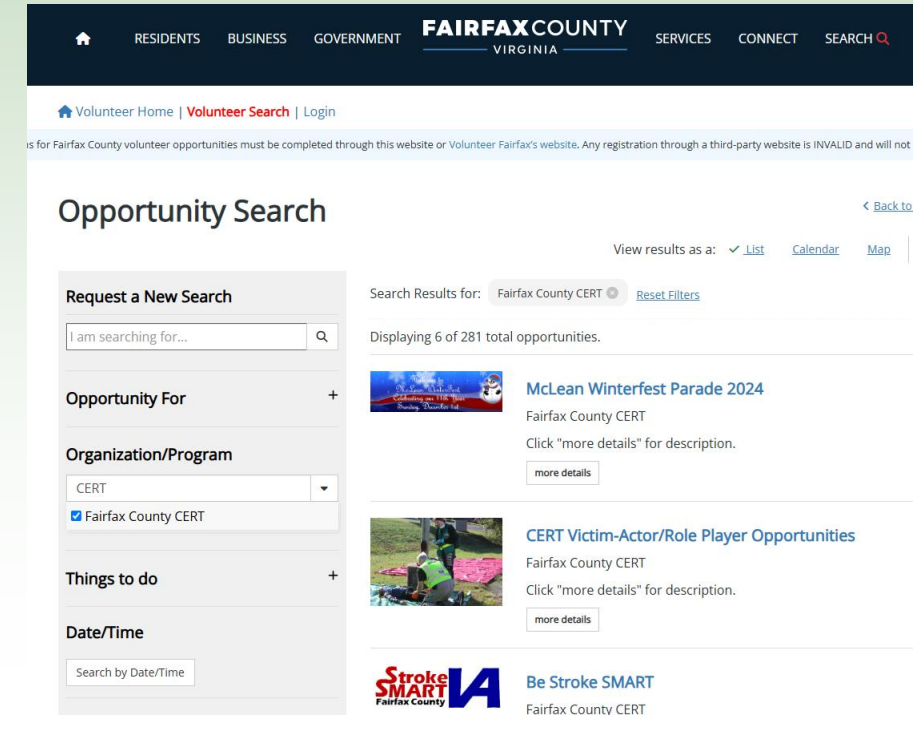 RESIDENTS BUSINESS GOVERNMENT FAIRFAX COUNTY VIRGINIA SERVICES CONNECT SEARCH
Volunteer Home | Volunteer Search | Login
for Fairfax County volunteer opportunities must be completed through this website or Volunteer Fairfax's website. Any registration through a third-party website is INVALID and will not
Opportunity Search
Back to
View results as a: List Calendar Map
Request a New Search
I am searching for...
Opportunity For +
Organization/Program
CERT
Fairfax County CERT
Things to do +
Date/Time
Search by Date/Time
Search Results for: Fairfax County CERT Reset Filters
Displaying 6 of 281 total opportunities.
McLean Winterfest Parade 2024
Fairfax County CERT
Click "more details" for description.
more details
CERT Victim-Actor/Role Player Opportunities
Fairfax County CERT
Click "more details" for description.
more details
Stroke
SMART VA
Fairfax County
Be Stroke SMART
Fairfax County CERT